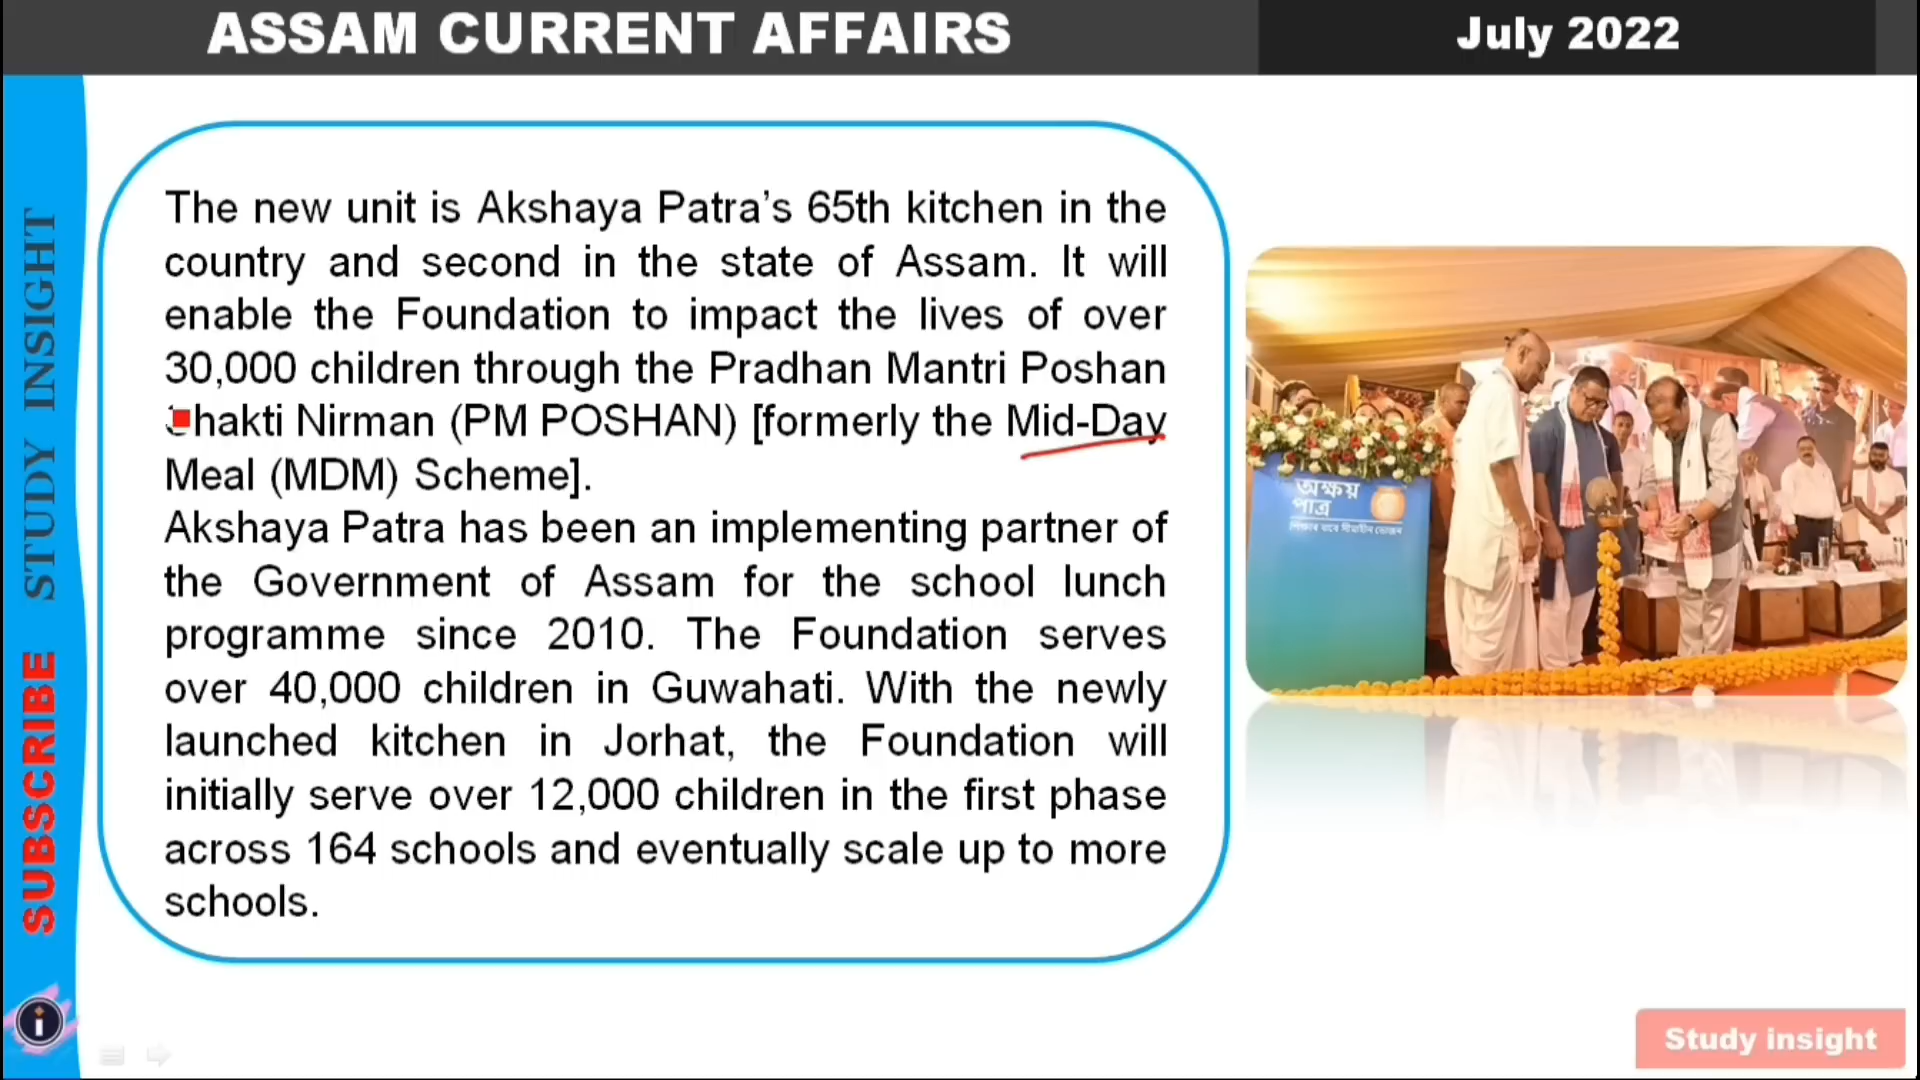 ASSAM CURRENT AFFAIRS
July 2022
The new unit is Akshaya Patra's 65th kitchen in the
country and second in the state of Assam. It will
enable the Foundation to impact the lives of over
30,000 children through the Pradhan Mantri Poshan
Shakti Nirman (PM POSHAN) [formerly the Mid-Day
Meal (MDM) Scheme].
Akshaya Patra has been an implementing partner of
the Government of Assam for the school lunch
programme since 2010. The Foundation serves
over 40,000 children in Guwahati. With the newly
launched kitchen in Jorhat, the Foundation will
initially serve over 12,000 children in the first phase
across 164 schools and eventually scale up to more
schools.
অক্ষয়
পাত্র
SUBSCRIBE STUDY INSIGHT
Study insight